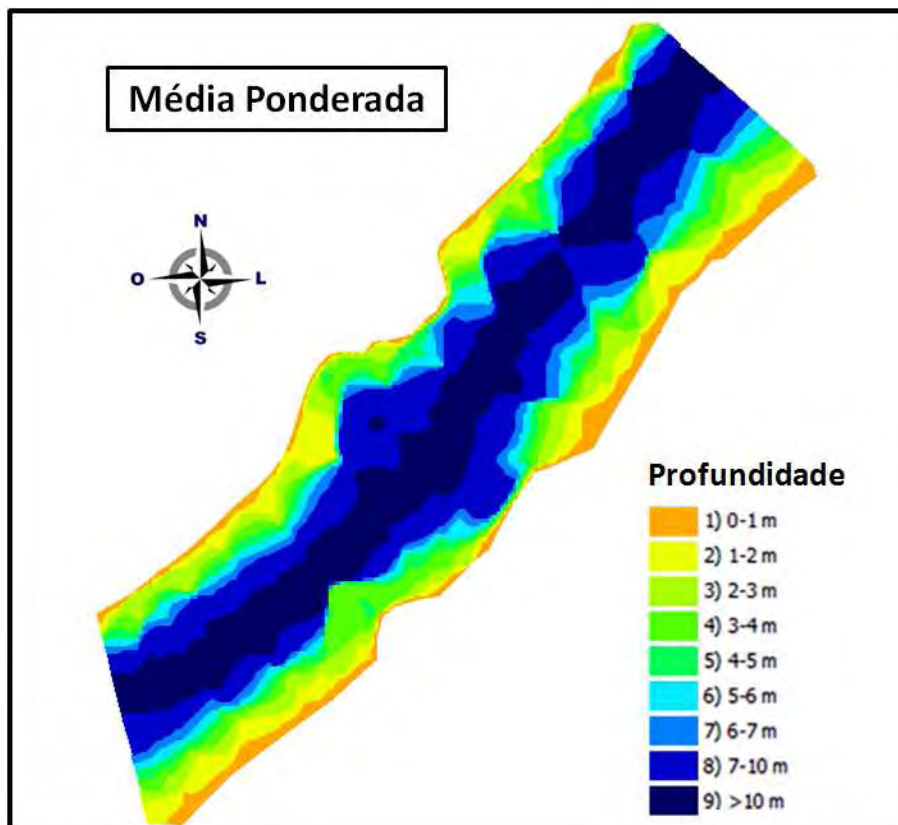 Média Ponderada
N
O L
S
Profundidade
1) 0-1 m
2) 1-2 m
3) 2-3 m
4) 3-4 m
5) 4-5 m
6) 5-6 m
7) 6-7 m
8) 7-10 m
9) >10 m